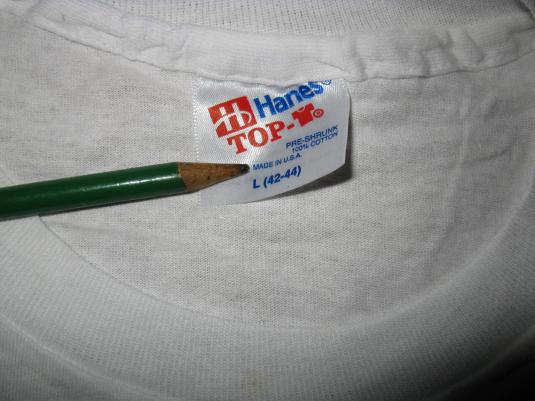 H Hanes®
TOP-T®
PRE-SHRUNK
100% COTTON
MADE IN U.S.A.
L (42-44)